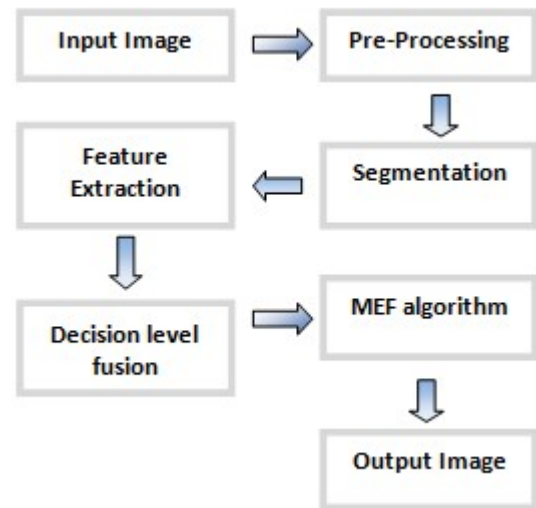 Input Image
Pre-Processing
Segmentation
Feature
Extraction
Decision level
fusion
MEF algorithm
Output Image